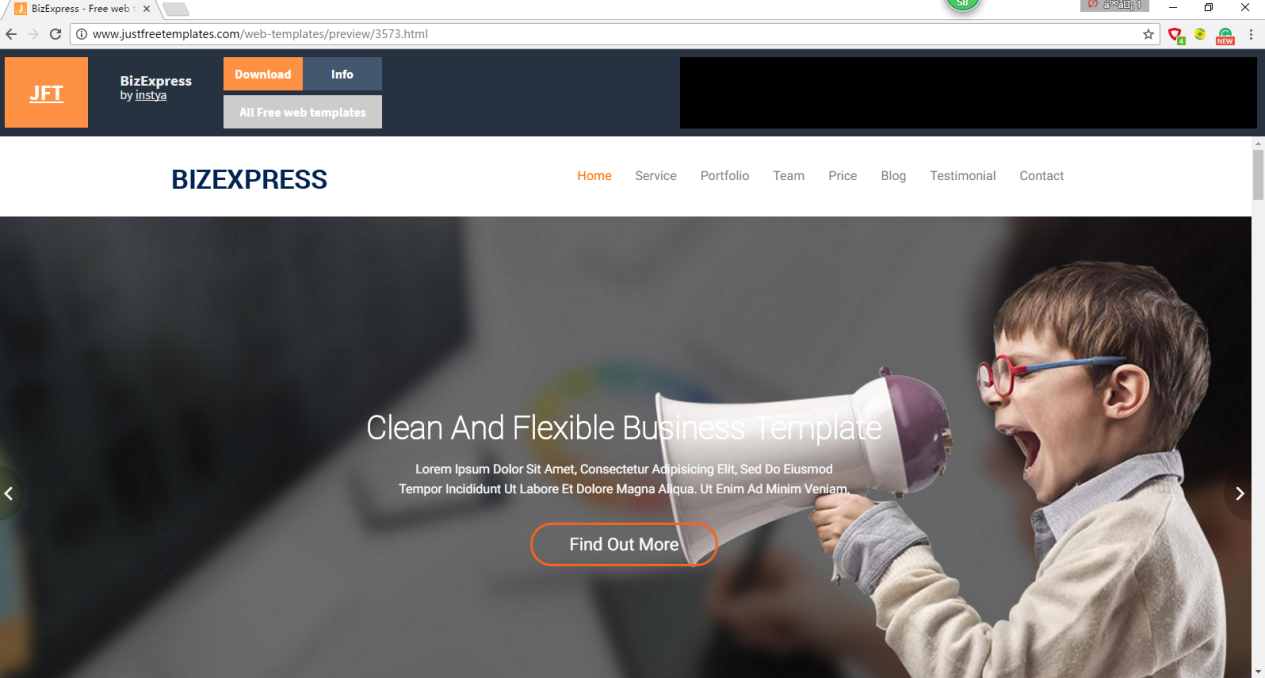 58
BizExpress - Free web t
www.justfreetemplates.com/web-templates/preview/3573.html
4
NEW
JFT
BizExpress
by instya
Download
Info
All Free web templates
BIZEXPRESS
Home Service Portfolio Team Price Blog Testimonial Contact
Clean And Flexible Business Template
Lorem Ipsum Dolor Sit Amet, Consectetur Adipisicing Elit, Sed Do Eiusmod
Tempor Incididunt Ut Labore Et Dolore Magna Aliqua. Ut Enim Ad Minim Veniam,
Find Out More